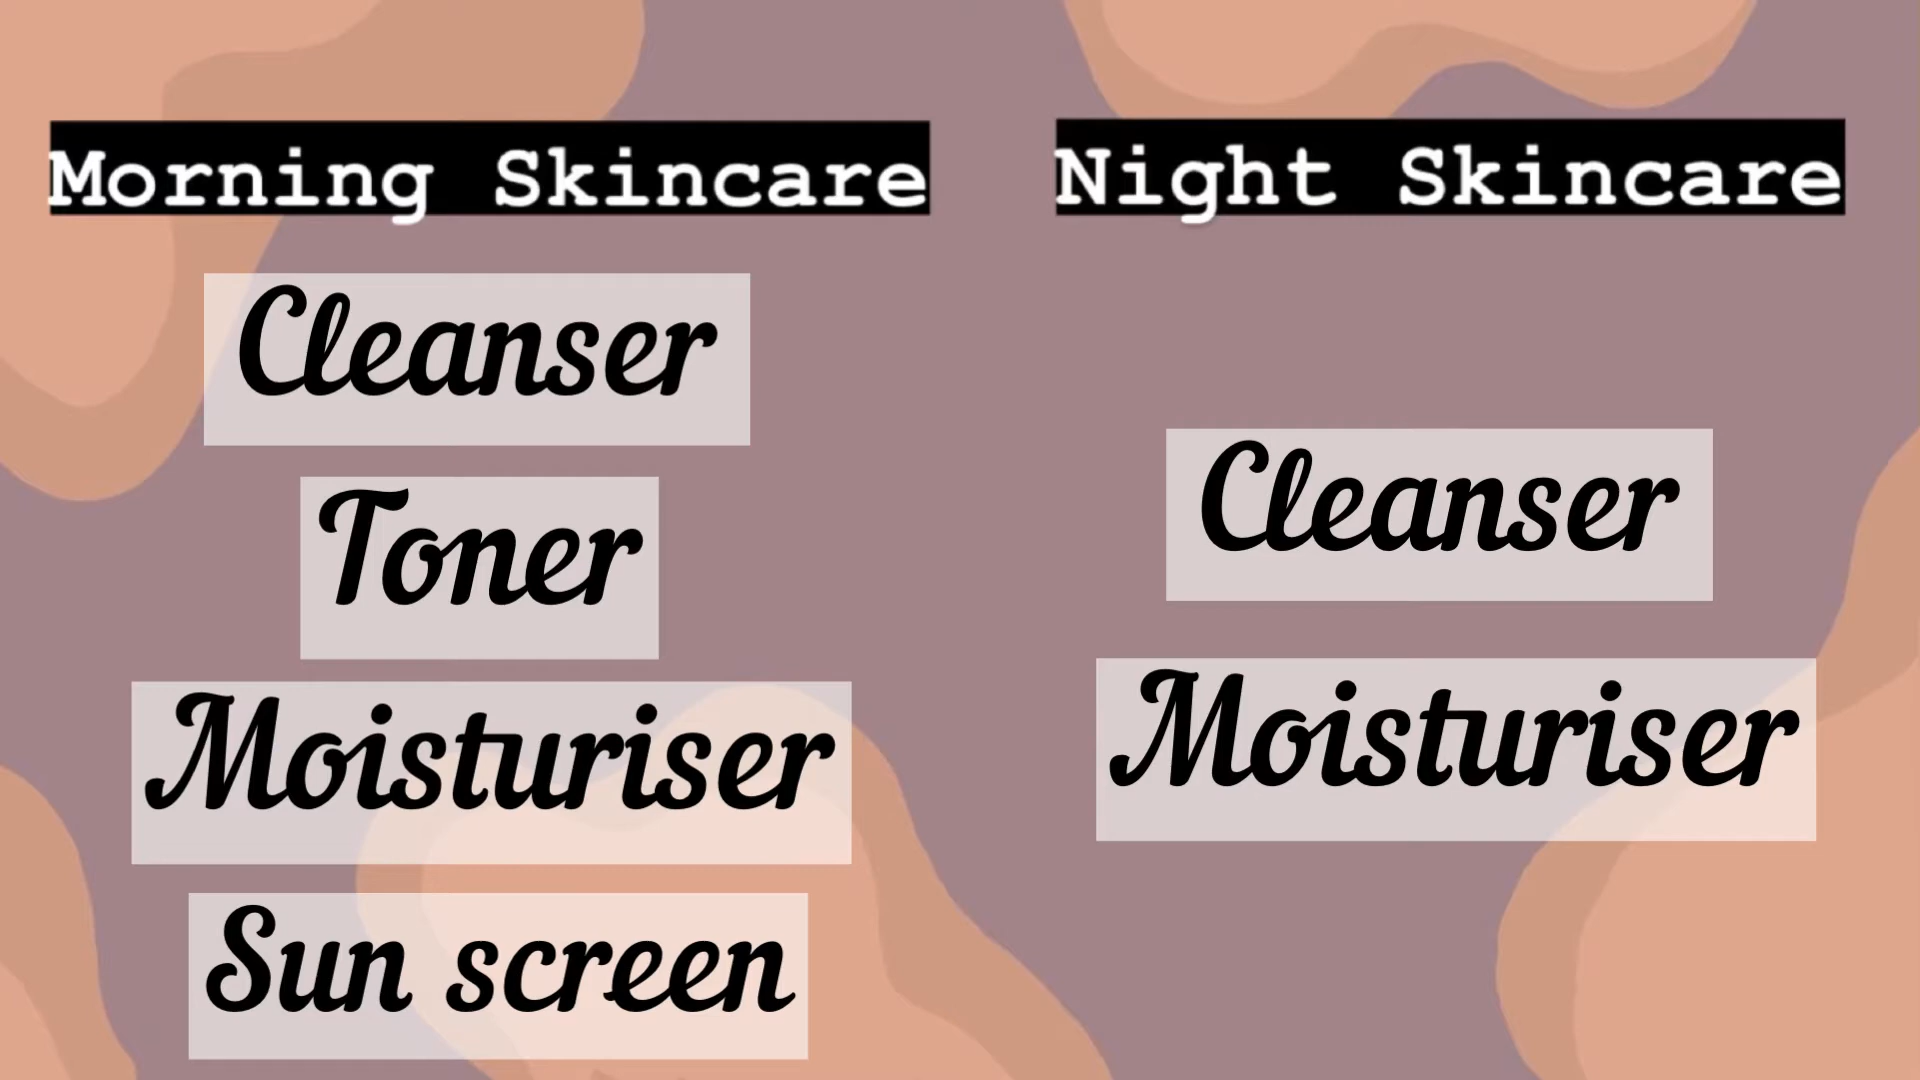 Morning Skincare
Cleanser
Toner
Moisturiser
Sun screen
Night Skincare
Cleanser
Moisturiser